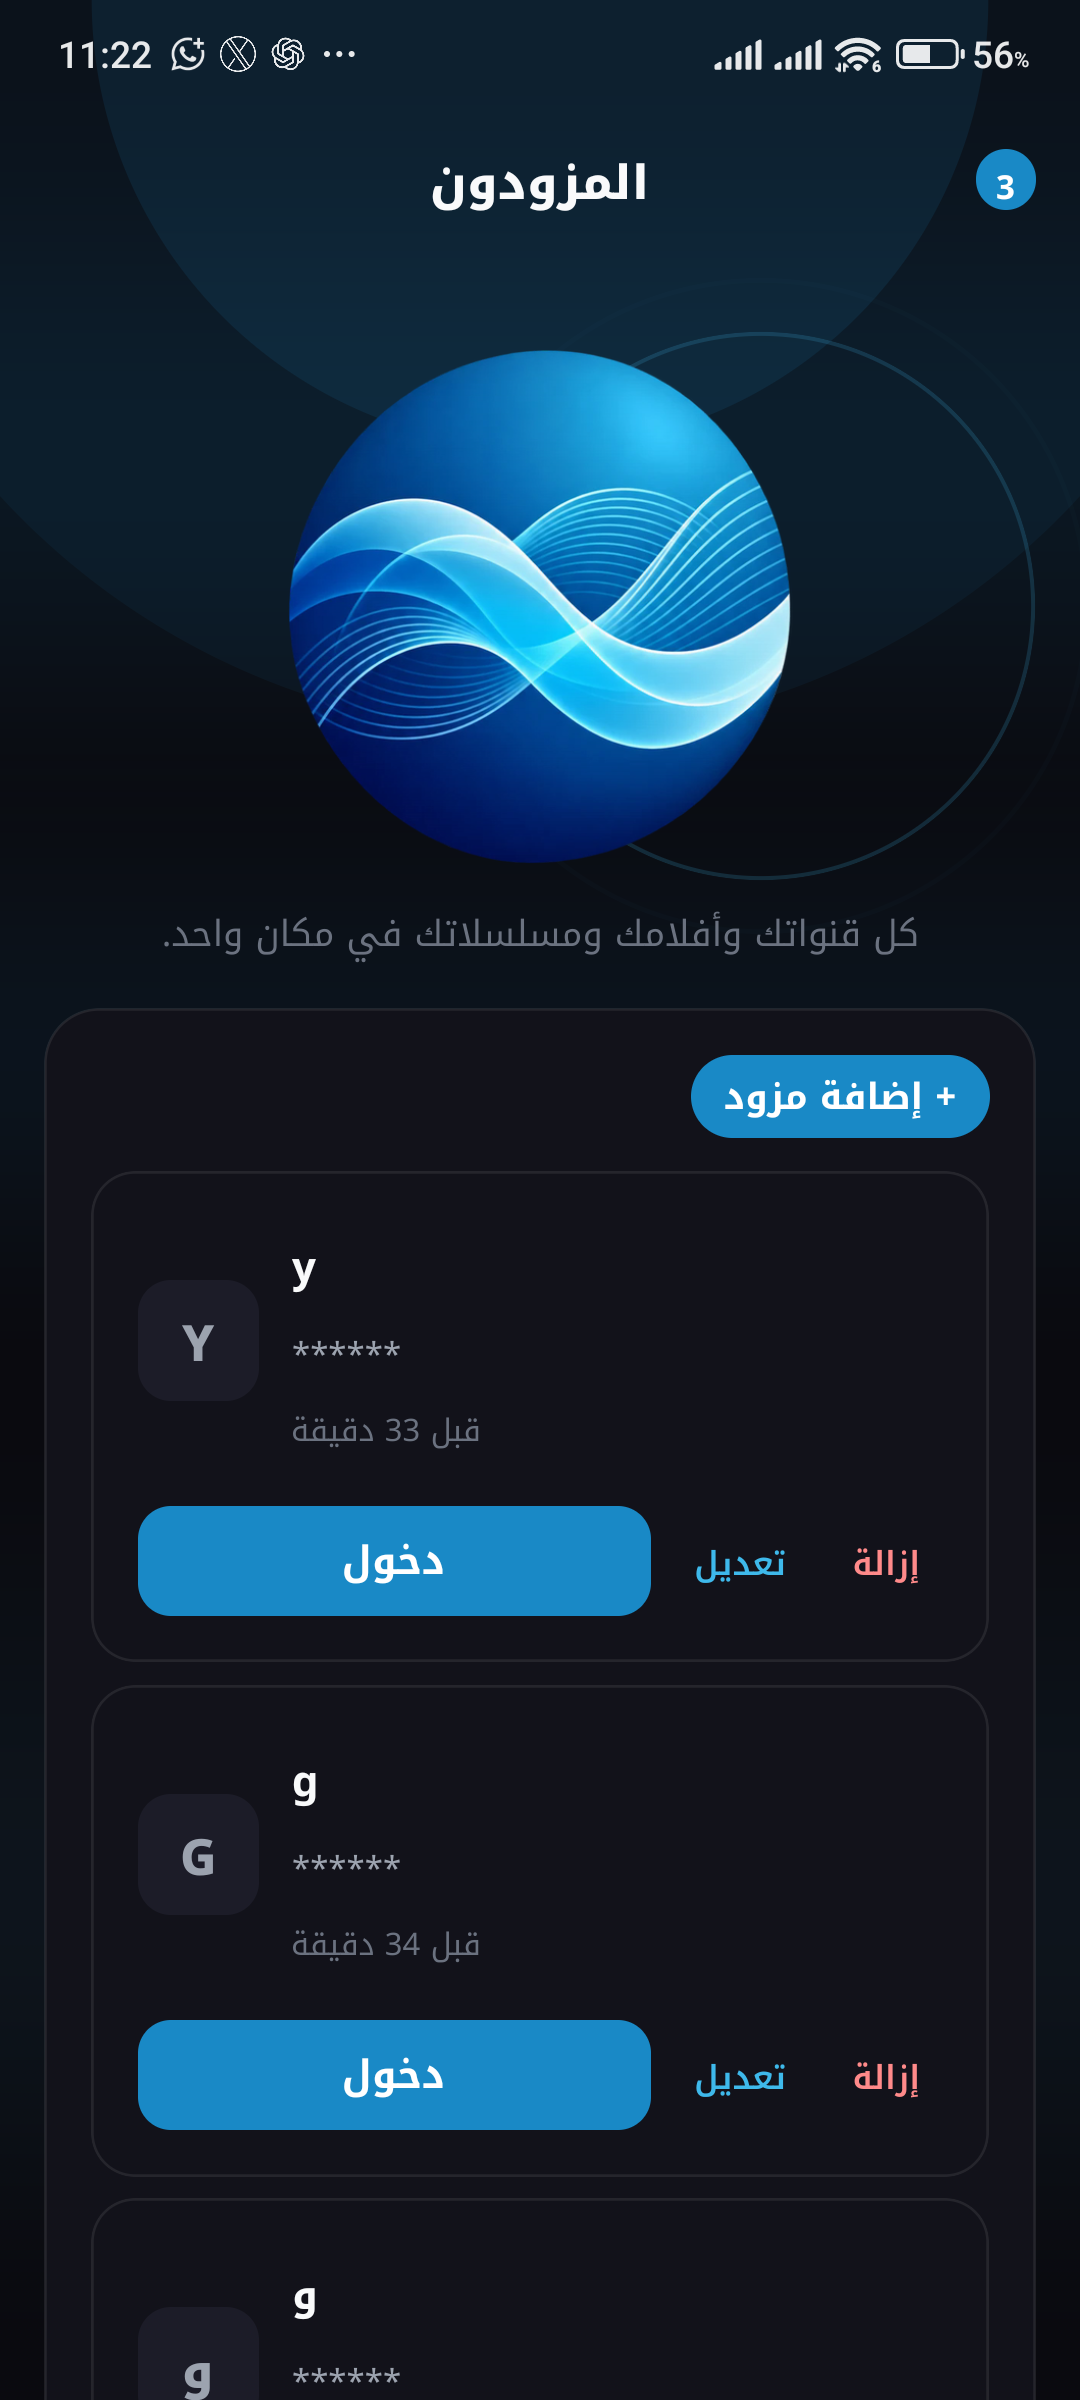 11:22
56%
المزودون
3
كل قنواتك وأفلامك ومسلسلاتك في مكان واحد.
+ إضافة مزود
Y
y
******
قبل 33 دقيقة
دخول
تعديل
إزالة
G
g
******
قبل 34 دقيقة
دخول
تعديل
إزالة
و
و
******